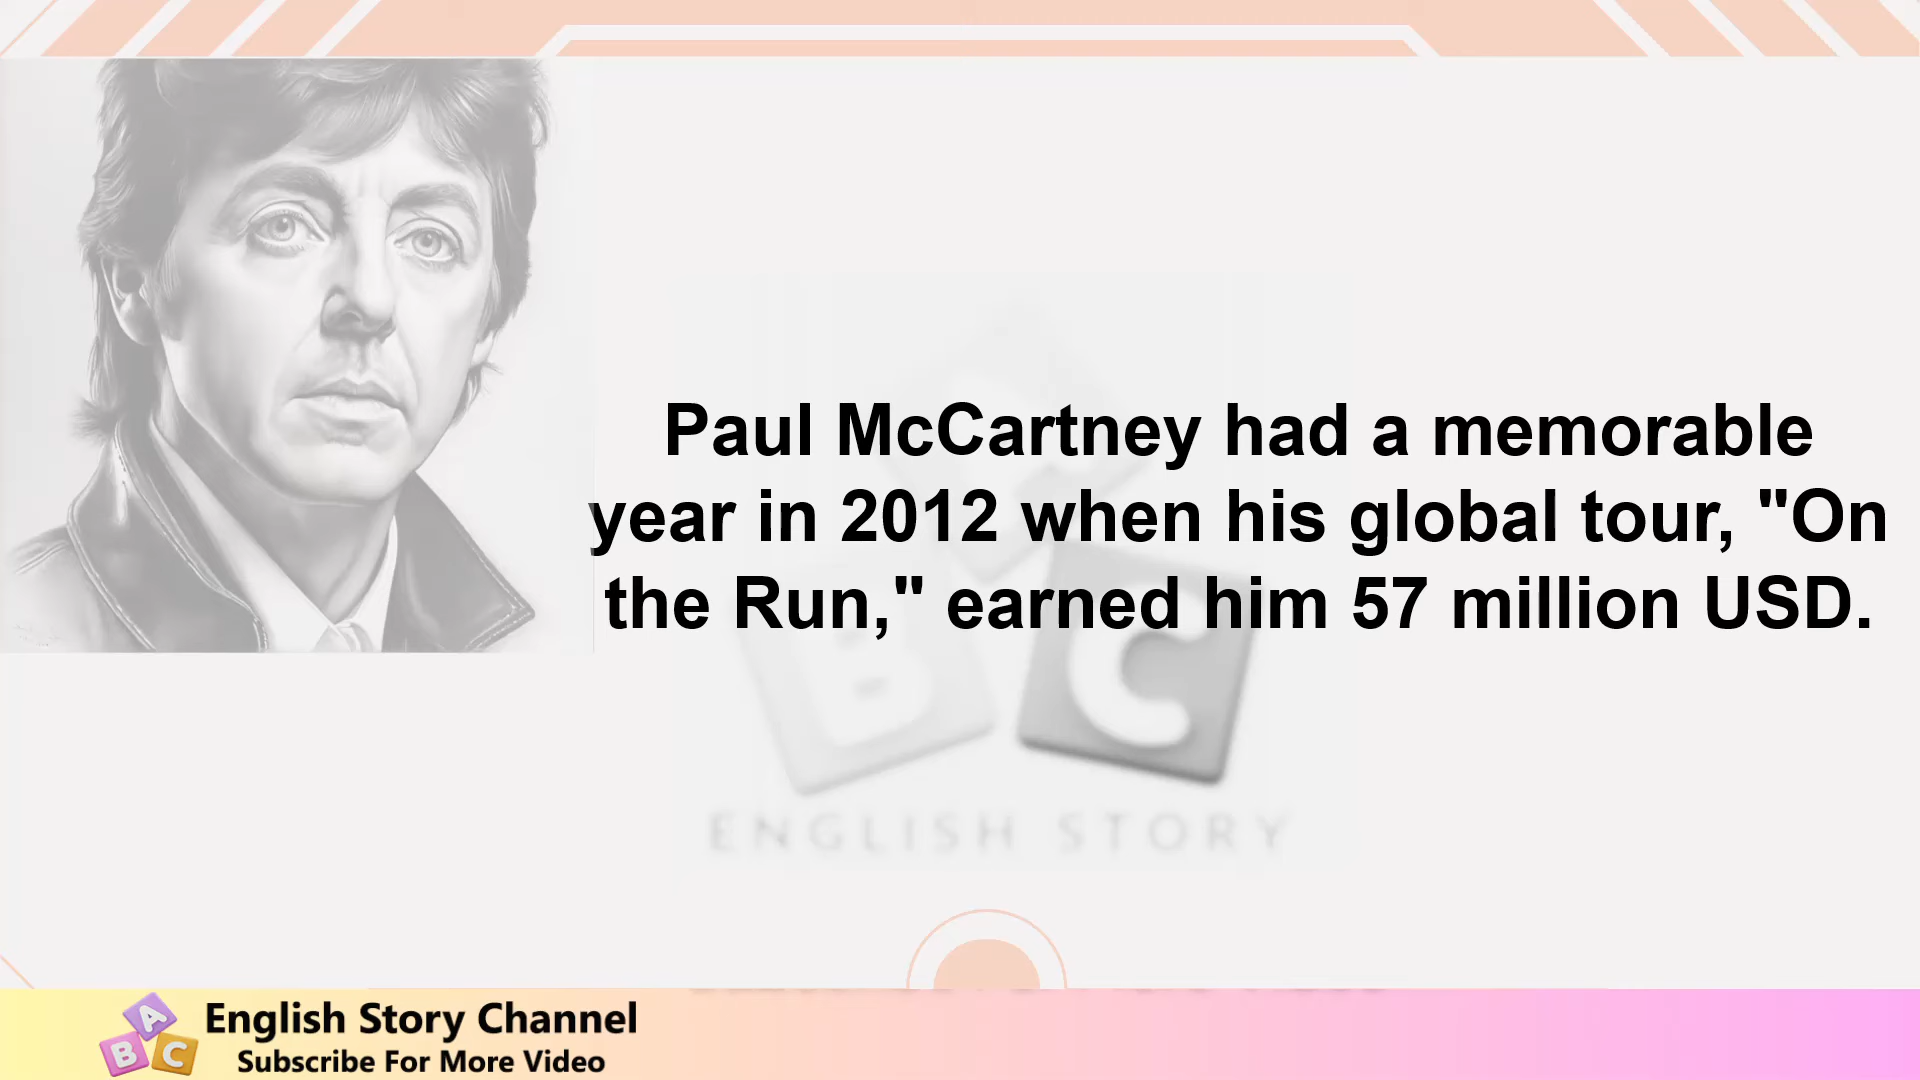 Paul McCartney had a memorable
year in 2012 when his global tour, "On
the Run," earned him 57 million USD.
B C
ENGLISH STORY
A
B C
English Story Channel
Subscribe For More Video